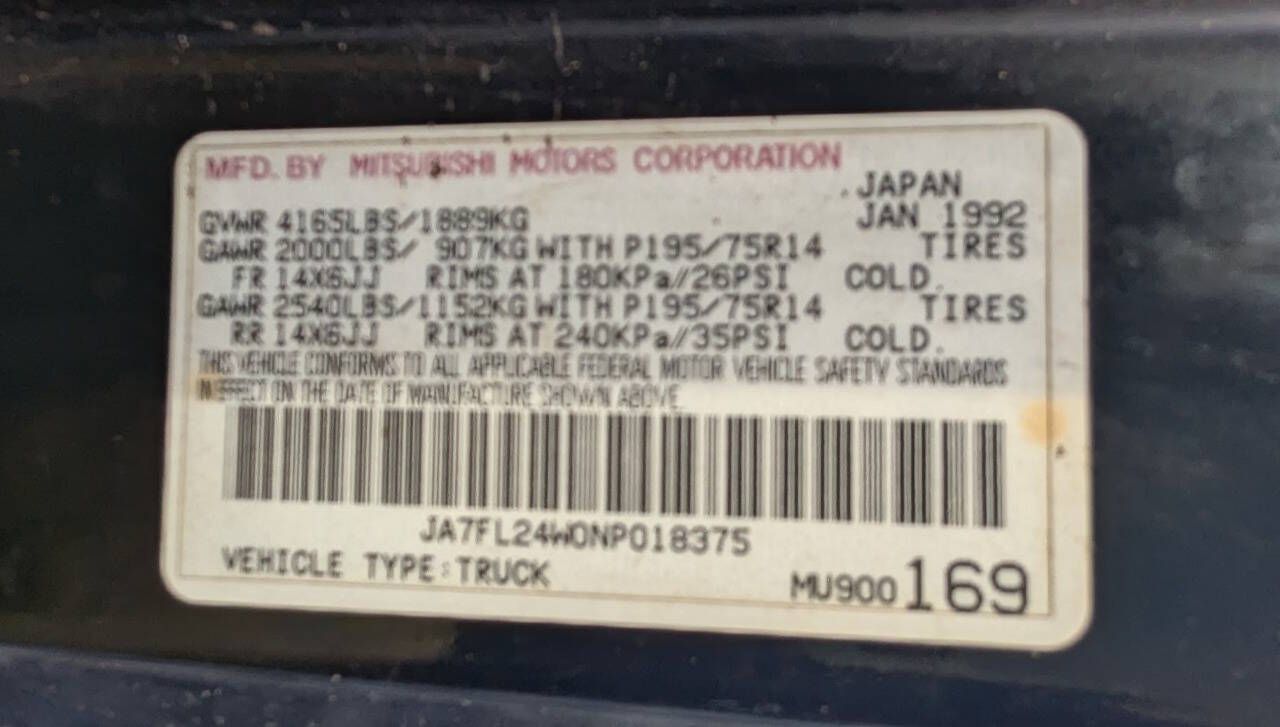 MFD. BY MITSUBISHI MOTORS CORPORATION
JAPAN
GVWR 4165LBS/1889KG JAN 1992
GAWR 2000LBS/ 907KG WITH P195/75R14 TIRES
FR 14X6JJ RIMS AT 180KPa//26PSI COLD.
GAWR 2540LBS/1152KG WITH P195/75R14 TIRES
RR 14X6JJ RIMS AT 240KPa//35PSI COLD.
THIS VEHICLE CONFORMS TO ALL APPLICABLE FEDERAL MOTOR VEHICLE SAFETY STANDARDS
IN EFFECT ON THE DATE OF MANUFACTURE SHOWN ABOVE.
JA7FL24W0NP018375
VEHICLE TYPE:TRUCK MU900169